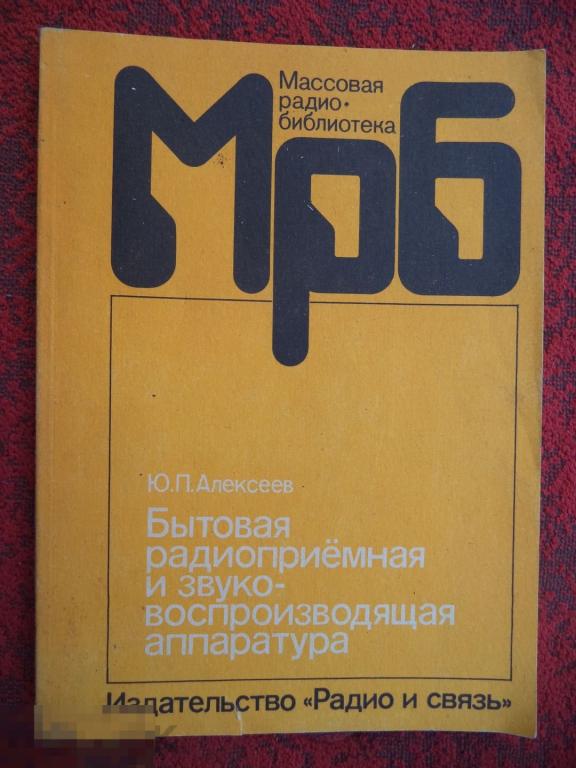 Мрб
Массовая
радио-
библиотека
Ю.П.Алексеев
Бытовая
радиоприёмная
и звуко-
воспроизводящая
аппаратура
Издательство «Радио и связь»